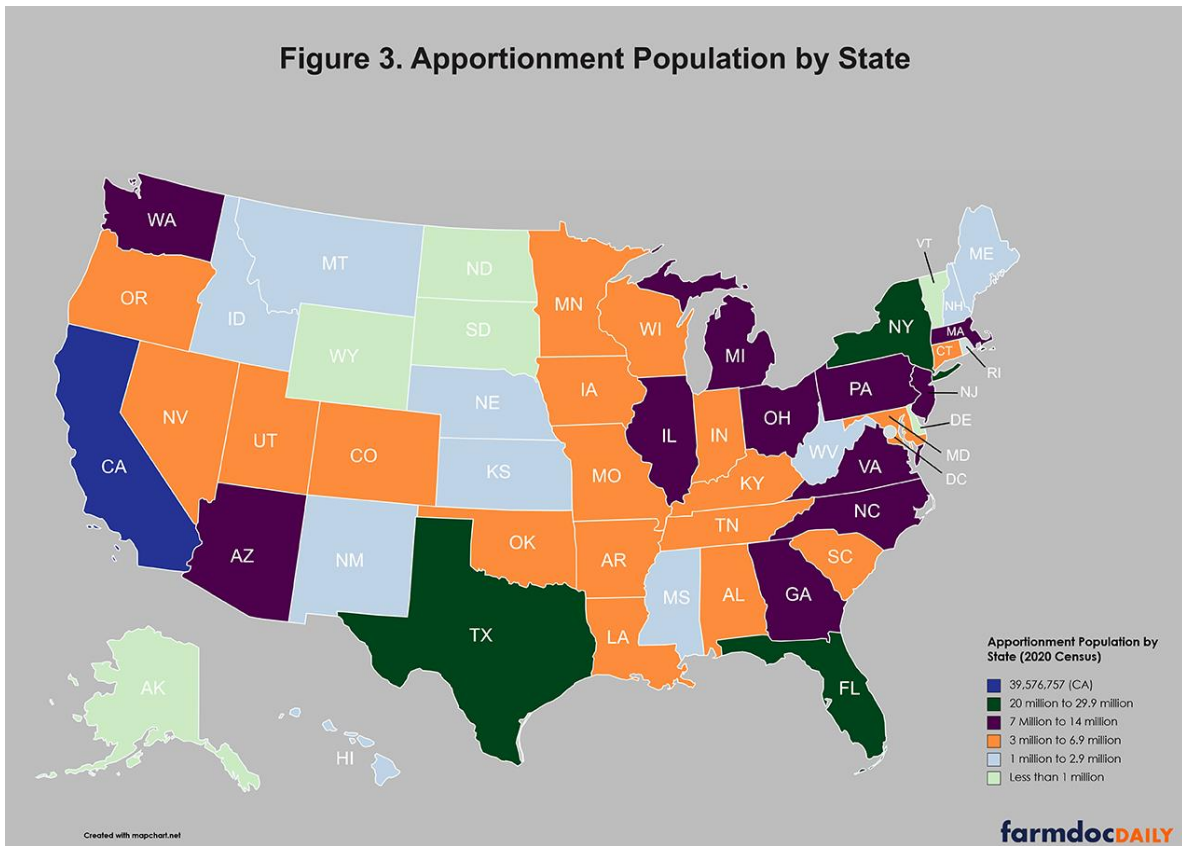 Figure 3. Apportionment Population by State
WA
MT
ND
MN
VT
ME
OR
ID
SD
WI
NY
NH
MA
WY
MI
CT
RI
IA
PA
NJ
NE
OH
DE
NV
UT
IL
IN
MD
CO
WV
DC
CA
KS
MO
VA
KY
NC
TN
AZ
NM
OK
AR
SC
MS
AL
GA
TX
LA
FL
AK
HI
Apportionment Population by
State (2020 Census)
39,576,757 (CA)
20 million to 29.9 million
7 Million to 14 million
3 million to 6.9 million
1 million to 2.9 million
Less than 1 million
Created with mapchart.net
farmdocDAILY